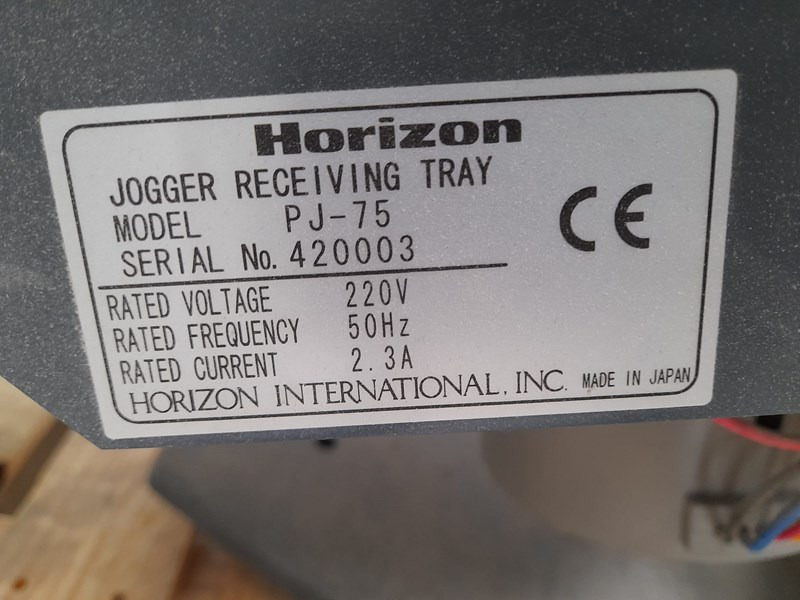 Horizon
JOGGER RECEIVING TRAY
MODEL PJ-75
SERIAL No. 420003
CE
RATED VOLTAGE 220V
RATED FREQUENCY 50Hz
RATED CURRENT 2.3A
HORIZON INTERNATIONAL, INC. MADE IN JAPAN